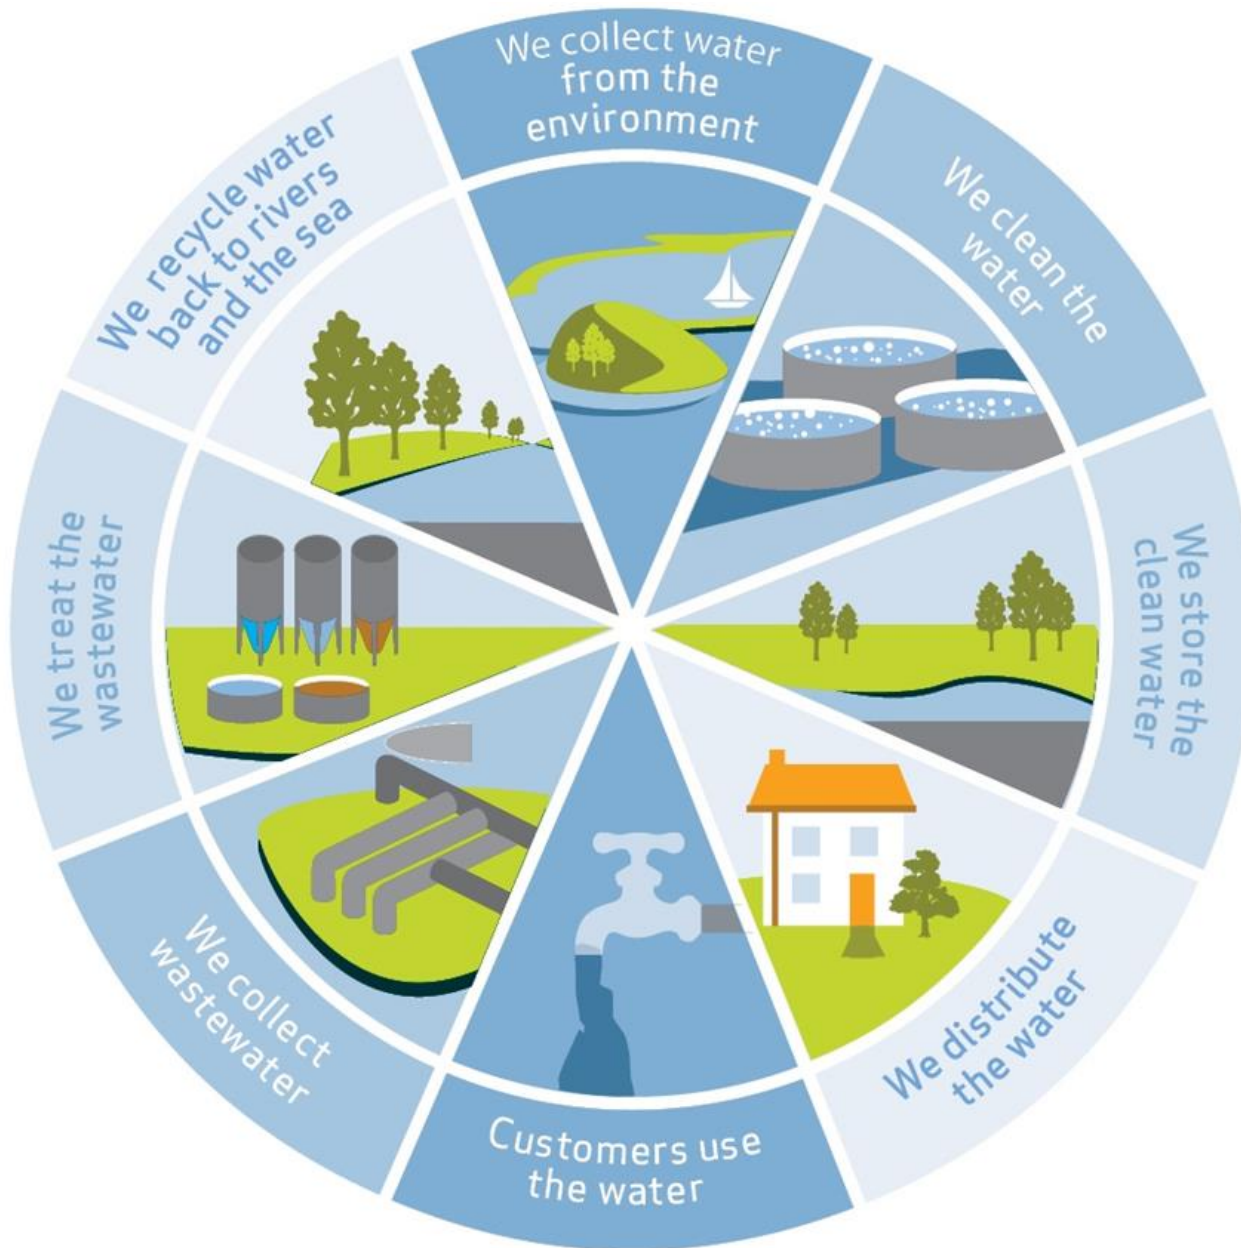 We collect water
from the
environment
We clean the
water
We store the
clean water
We distribute
the water
Customers use
the water
We collect
wastewater
We treat the
wastewater
We recycle water
back to rivers
and the sea